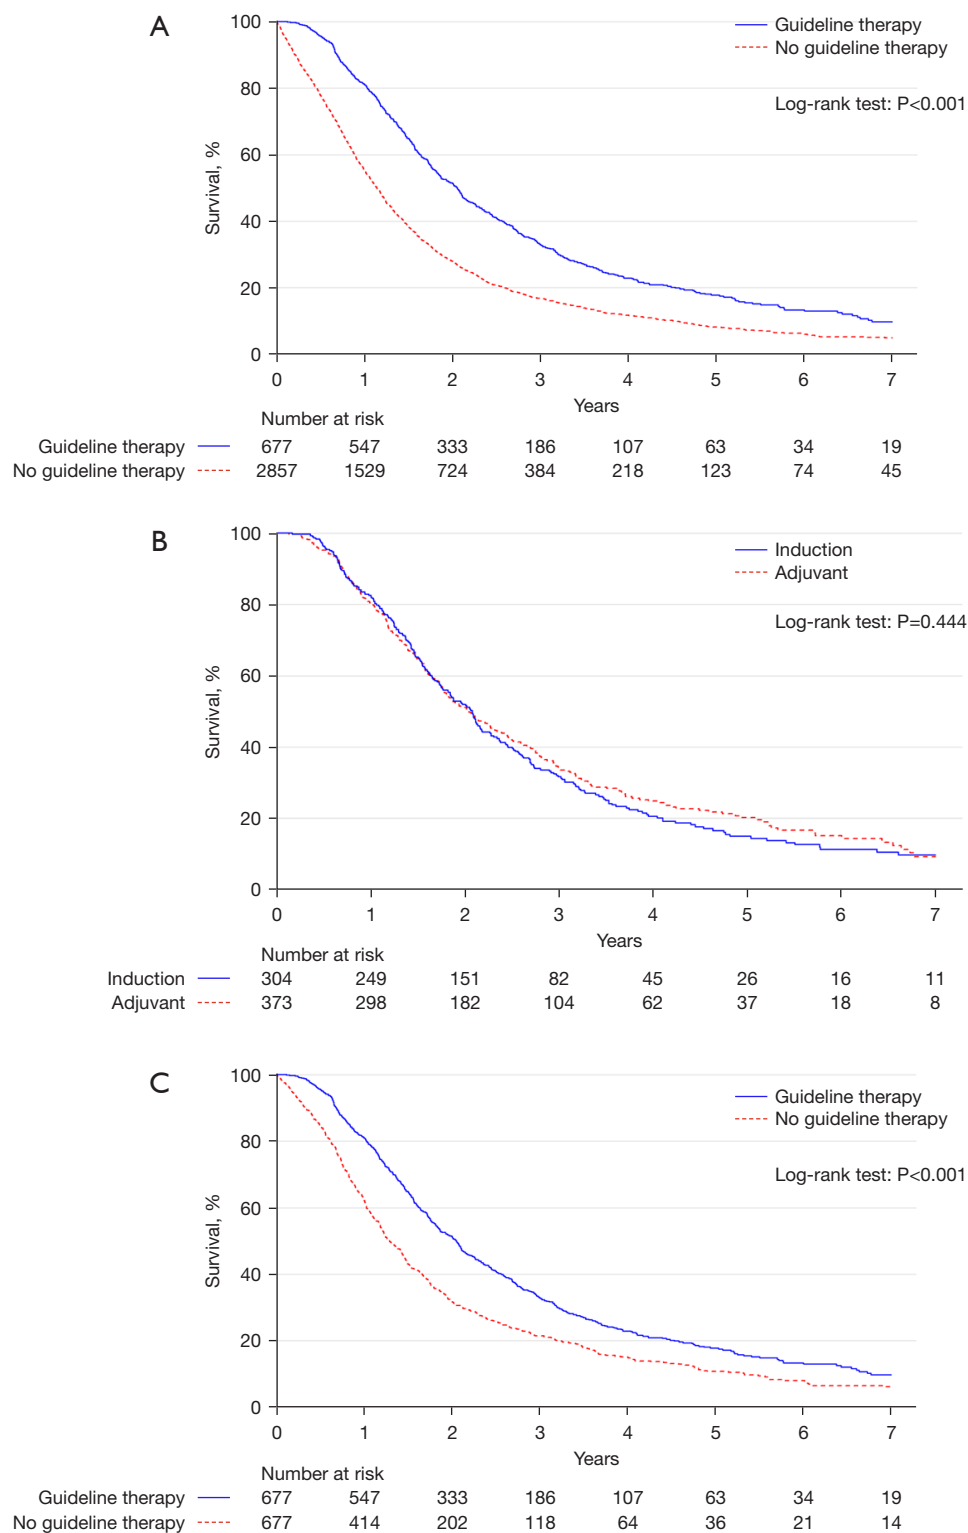 A
100
80
60
40
20
0
Survival, %
Guideline therapy
No guideline therapy
Log-rank test: P<0.001
0 1 2 3 4 5 6 7
Years
Number at risk
Guideline therapy 677 547 333 186 107 63 34 19
No guideline therapy 2857 1529 724 384 218 123 74 45
B
100
80
60
40
20
0
Survival, %
Induction
Adjuvant
Log-rank test: P=0.444
0 1 2 3 4 5 6 7
Years
Number at risk
Induction 304 249 151 82 45 26 16 11
Adjuvant 373 298 182 104 62 37 18 8
C
100
80
60
40
20
0
Survival, %
Guideline therapy
No guideline therapy
Log-rank test: P<0.001
0 1 2 3 4 5 6 7
Years
Number at risk
Guideline therapy 677 547 333 186 107 63 34 19
No guideline therapy 677 414 202 118 64 36 21 14